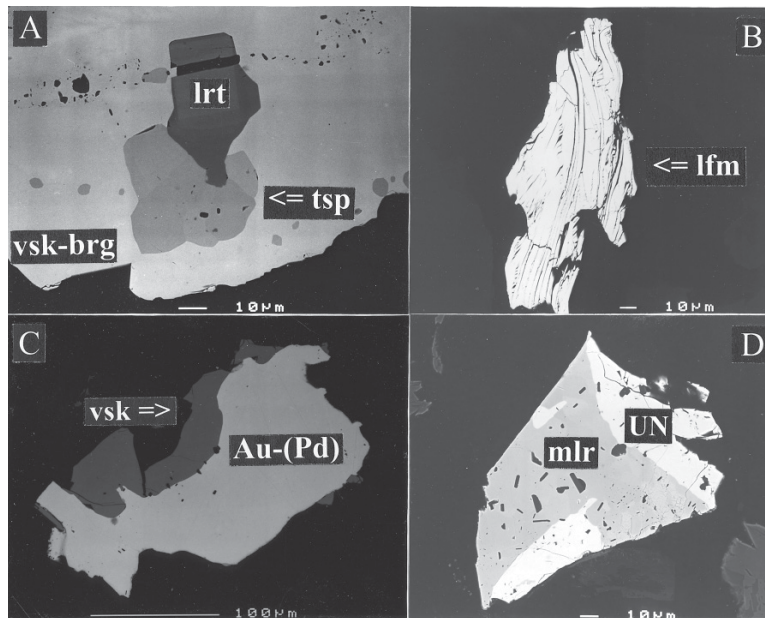 A
lrt
<= tsp
vsk-brg
10µm
B
<= lfm
10µm
C
vsk =>
Au-(Pd)
100µm
D
UN
mlr
10µm